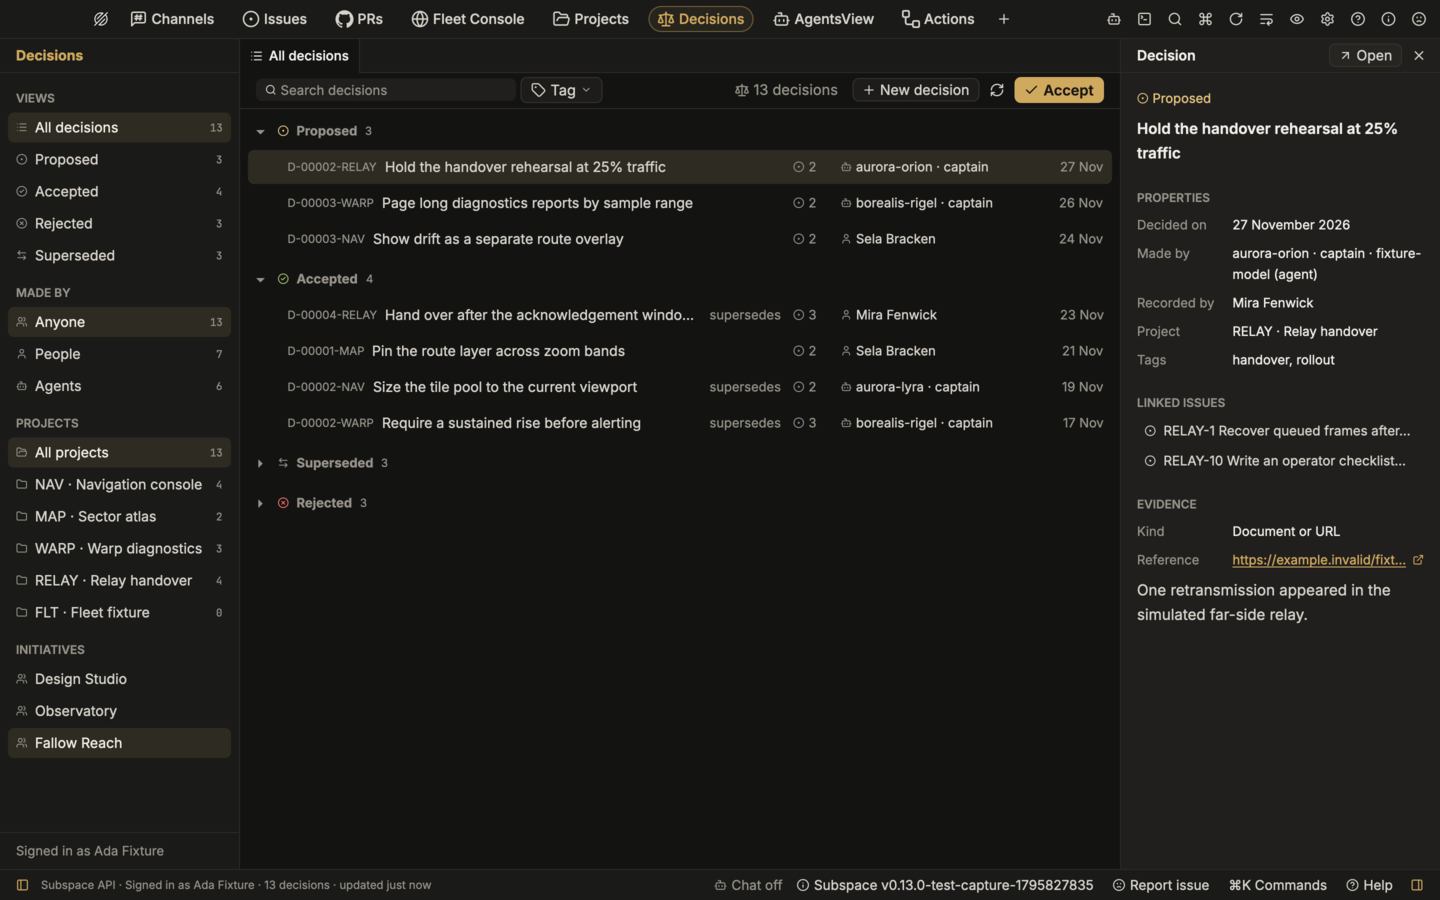 Channels
Issues
PRs
Fleet Console
Projects
Decisions
AgentsView
Actions
Decisions
VIEWS
All decisions 13
Proposed 3
Accepted 4
Rejected 3
Superseded 3
MADE BY
Anyone 13
People 7
Agents 6
PROJECTS
All projects 13
NAV · Navigation console 4
MAP · Sector atlas 2
WARP · Warp diagnostics 3
RELAY · Relay handover 4
FLT · Fleet fixture 0
INITIATIVES
Design Studio
Observatory
Fallow Reach
Signed in as Ada Fixture
All decisions
Search decisions
Tag
13 decisions
New decision
Accept
Proposed 3
D-00002-RELAY Hold the handover rehearsal at 25% traffic 2 aurora-orion · captain 27 Nov
D-00003-WARP Page long diagnostics reports by sample range 2 borealis-rigel · captain 26 Nov
D-00003-NAV Show drift as a separate route overlay 2 Sela Bracken 24 Nov
Accepted 4
D-00004-RELAY Hand over after the acknowledgement windo... supersedes 3 Mira Fenwick 23 Nov
D-00001-MAP Pin the route layer across zoom bands 2 Sela Bracken 21 Nov
D-00002-NAV Size the tile pool to the current viewport supersedes 2 aurora-lyra · captain 19 Nov
D-00002-WARP Require a sustained rise before alerting supersedes 3 borealis-rigel · captain 17 Nov
Superseded 3
Rejected 3
Decision
Open
Proposed
Hold the handover rehearsal at 25%
traffic
PROPERTIES
Decided on 27 November 2026
Made by aurora-orion · captain · fixture-
model (agent)
Recorded by Mira Fenwick
Project RELAY · Relay handover
Tags handover, rollout
LINKED ISSUES
RELAY-1 Recover queued frames after...
RELAY-10 Write an operator checklist...
EVIDENCE
Kind Document or URL
Reference https://example.invalid/fixt...
One retransmission appeared in the
simulated far-side relay.
Subspace API · Signed in as Ada Fixture · 13 decisions · updated just now
Chat off
Subspace v0.13.0-test-capture-1795827835
Report issue
⌘K Commands
Help